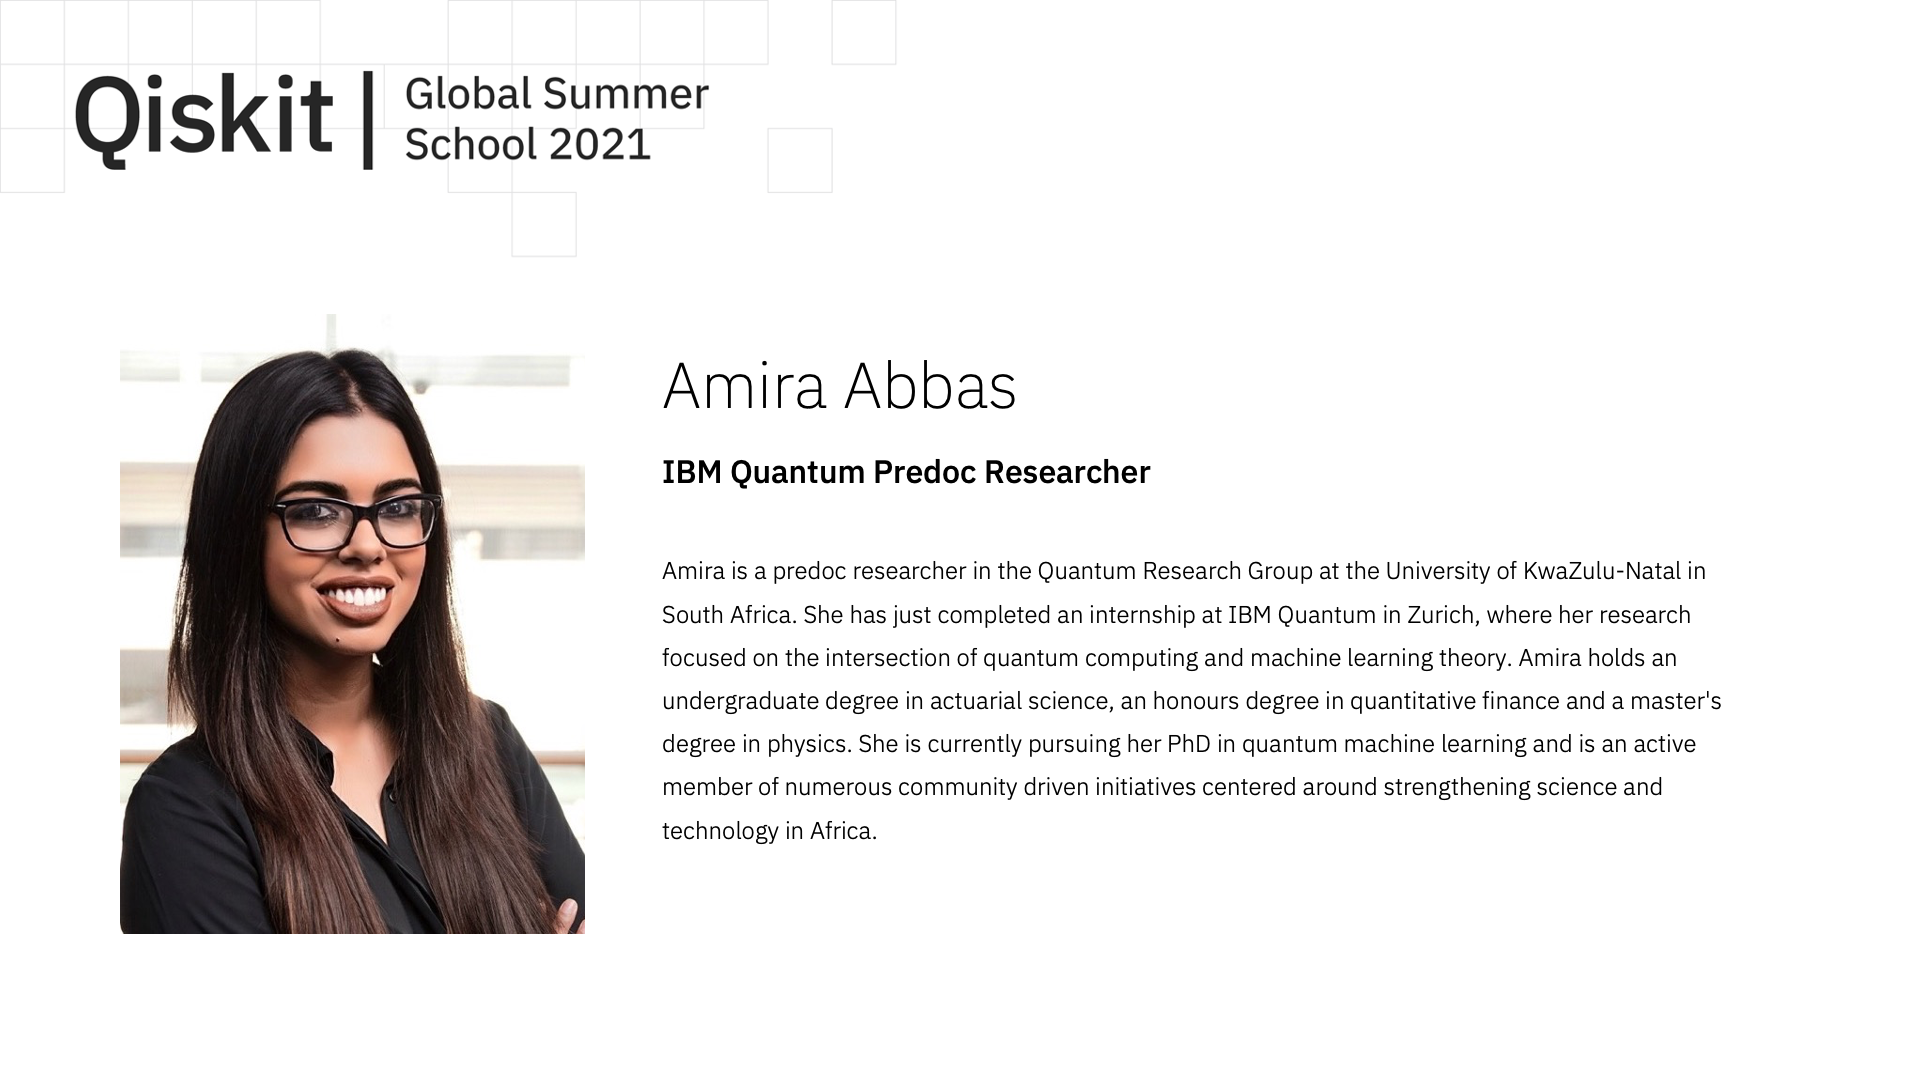 Qiskit
Global Summer
School 2021
Amira Abbas
IBM Quantum Predoc Researcher
Amira is a predoc researcher in the Quantum Research Group at the University of KwaZulu-Natal in
South Africa. She has just completed an internship at IBM Quantum in Zurich, where her research
focused on the intersection of quantum computing and machine learning theory. Amira holds an
undergraduate degree in actuarial science, an honours degree in quantitative finance and a master's
degree in physics. She is currently pursuing her PhD in quantum machine learning and is an active
member of numerous community driven initiatives centered around strengthening science and
technology in Africa.